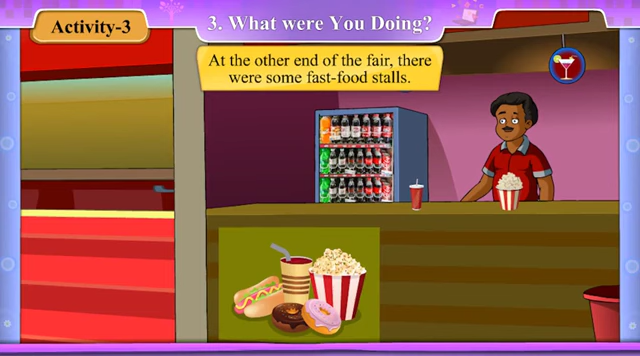 Activity-3
3. What were You Doing?
At the other end of the fair, there
were some fast-food stalls.